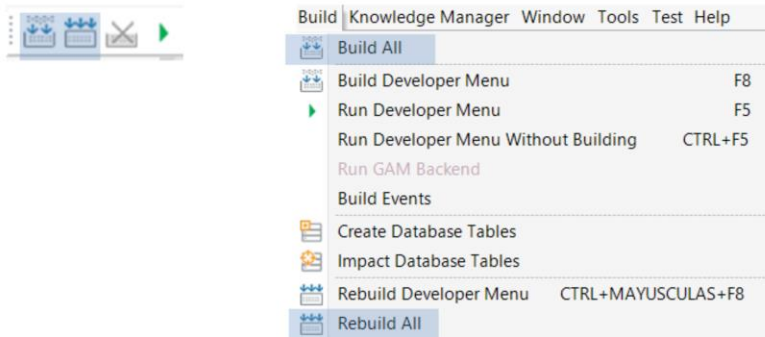 Build Knowledge Manager Window Tools Test Help
Build All
Build Developer Menu F8
Run Developer Menu F5
Run Developer Menu Without Building CTRL+F5
Run GAM Backend
Build Events
Create Database Tables
Impact Database Tables
Rebuild Developer Menu CTRL+MAYUSCULAS+F8
Rebuild All